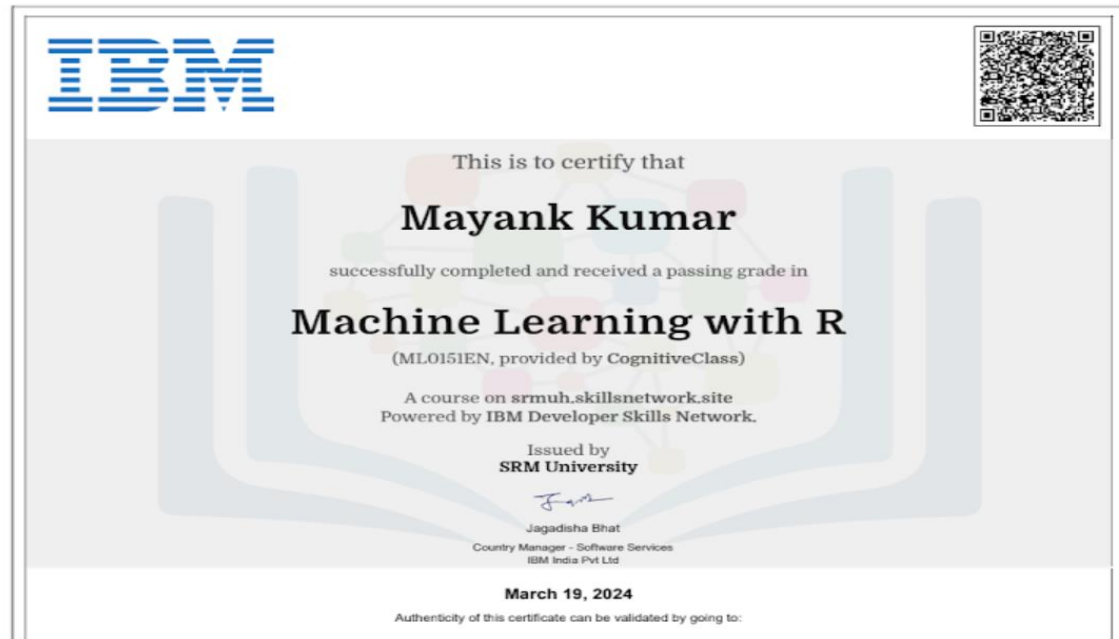 IBM
This is to certify that
Mayank Kumar
successfully completed and received a passing grade in
Machine Learning with R
(ML0151EN, provided by CognitiveClass)
A course on srmuh.skillsnetwork.site
Powered by IBM Developer Skills Network.
Issued by
SRM University
Jagadisha Bhat
Country Manager - Software Services
IBM India Pvt Ltd
March 19, 2024
Authenticity of this certificate can be validated by going to: